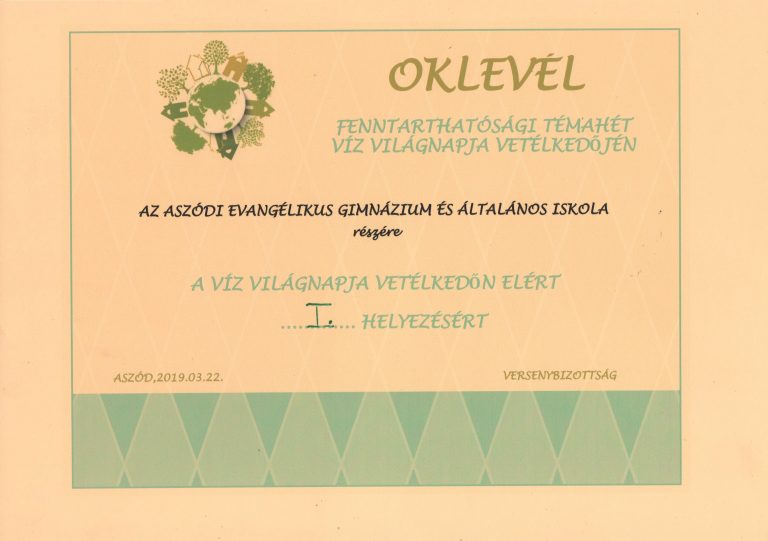 OKLEVÉL
FENNTARTHATÓSÁGI TÉMAHÉT
VÍZ VILÁGNAPJA VETÉLKEDŐJÉN
AZ ASZÓDI EVANGÉLIKUS GIMNÁZIUM ÉS ÁLTALÁNOS ISKOLA
részére
A VÍZ VILÁGNAPJA VETÉLKEDŐN ELÉRT
......I...... HELYEZÉSÉRT
ASZÓD,2019.03.22.
VERSENYBIZOTTSÁG